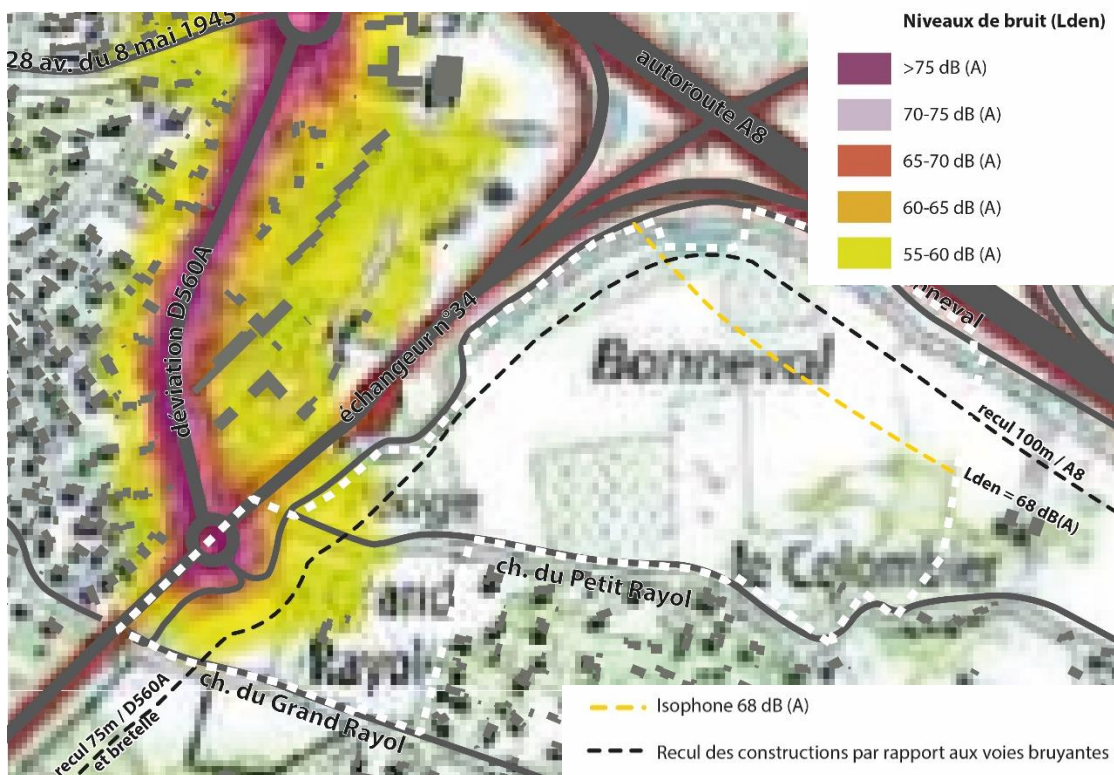 28 av. du 8 mai 1945
autoroute A8
Niveaux de bruit (Lden)
>75 dB (A)
70-75 dB (A)
65-70 dB (A)
60-65 dB (A)
55-60 dB (A)
déviation D560A
échangeur n°34
Bonneval
recul 100m / A8
Lden = 68 dB(A)
ch. du Petit Rayol
le Colombier
Rayol
ch. du Grand Rayol
recul 75m / D560A
et bretelle
Isophone 68 dB (A)
Recul des constructions par rapport aux voies bruyantes